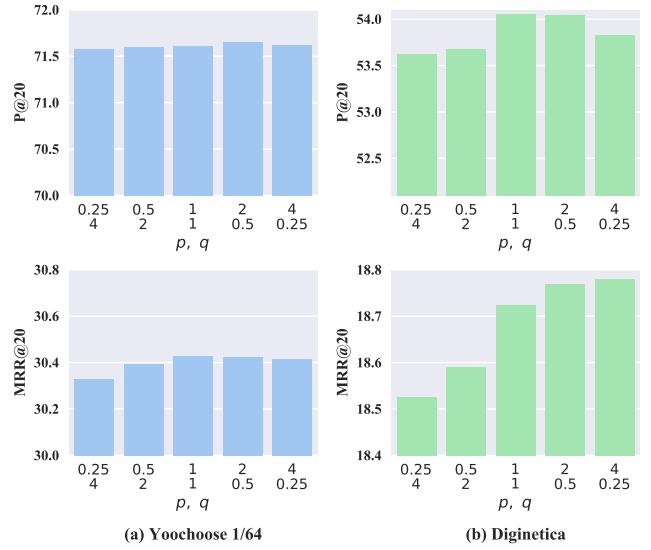 72.0
71.5
71.0
70.5
70.0
P@20
0.25 0.5 1 2 4
4 2 1 0.5 0.25
p, q
54.0
53.5
53.0
52.5
P@20
0.25 0.5 1 2 4
4 2 1 0.5 0.25
p, q
30.8
30.6
30.4
30.2
30.0
MRR@20
0.25 0.5 1 2 4
4 2 1 0.5 0.25
p, q
(a) Yoochoose 1/64
18.8
18.7
18.6
18.5
18.4
MRR@20
0.25 0.5 1 2 4
4 2 1 0.5 0.25
p, q
(b) Diginetica